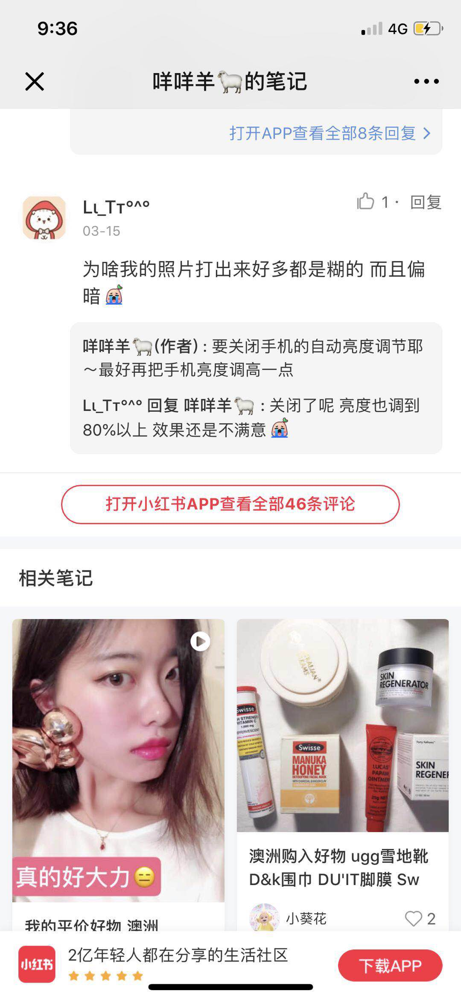 9:36
4G
咩咩羊🐑的笔记
打开APP查看全部8条回复
Lɩ_Tᴛᴼ^ᴼ
1 · 回复
03-15
为啥我的照片打出来好多都是糊的 而且偏
暗
咩咩羊🐑(作者) : 要关闭手机的自动亮度调节耶
～最好再把手机亮度调高一点
Lɩ_Tᴛᴼ^ᴼ 回复 咩咩羊🐑 : 关闭了呢 亮度也调到
80%以上 效果还是不满意
打开小红书APP查看全部46条评论
相关笔记
真的好大力😑
我的平价好物 澳洲
SKIN
REGENERATOR
Swisse
VITAMIN C
Swisse
MANUKA
HONEY
LUCAS'
PAPAW
OINTMENT
SKIN
REGENE
澳洲购入好物 ugg雪地靴
D&k围巾 DU'IT脚膜 Sw
小葵花
2
小红书
2亿年轻人都在分享的生活社区
下载APP